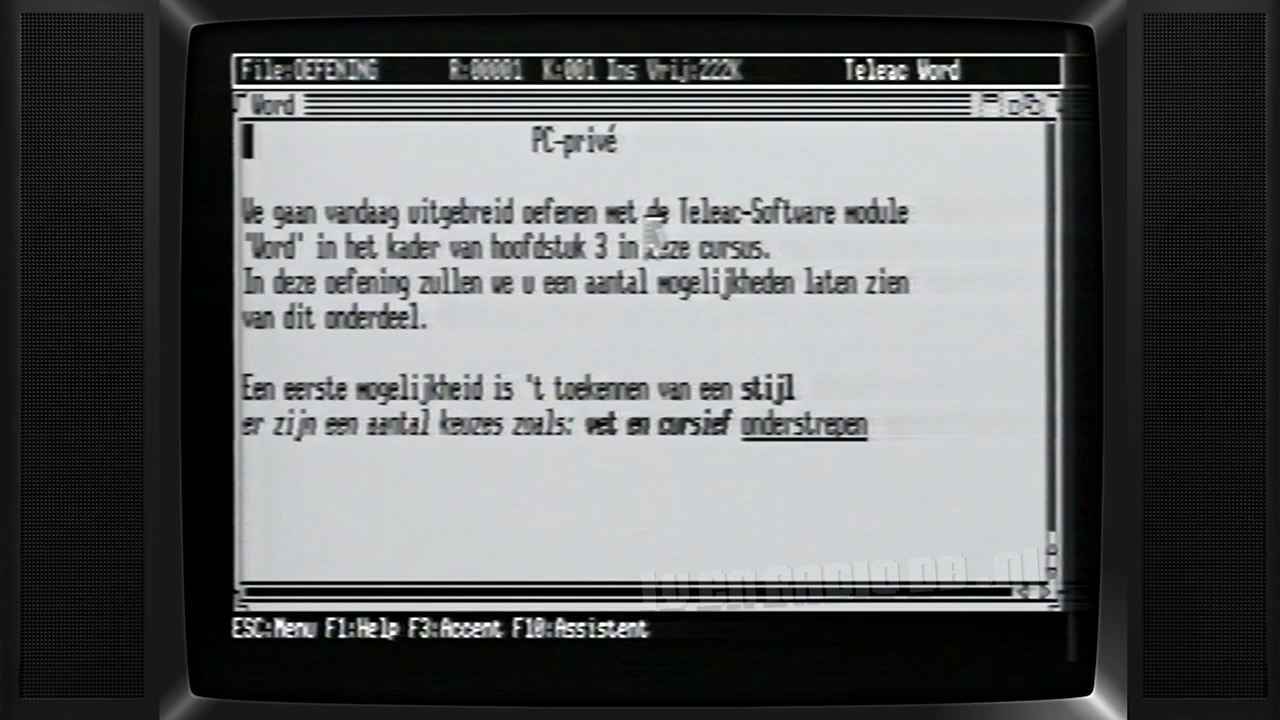 File:OEFENING R:00001 K:001 Ins Vrij:222K Teleac Word
Word
PC-privé
We gaan vandaag uitgebreid oefenen met de Teleac-Software module
'Word' in het kader van hoofdstuk 3 in deze cursus.
In deze oefening zullen we u een aantal mogelijkheden laten zien
van dit onderdeel.
Een eerste mogelijkheid is 't toekennen van een stijl
er zijn een aantal keuzes zoals: vet en cursief onderstrepen
tvenradiodb.nl
ESC:Menu F1:Help F3:Accent F10:Assistent